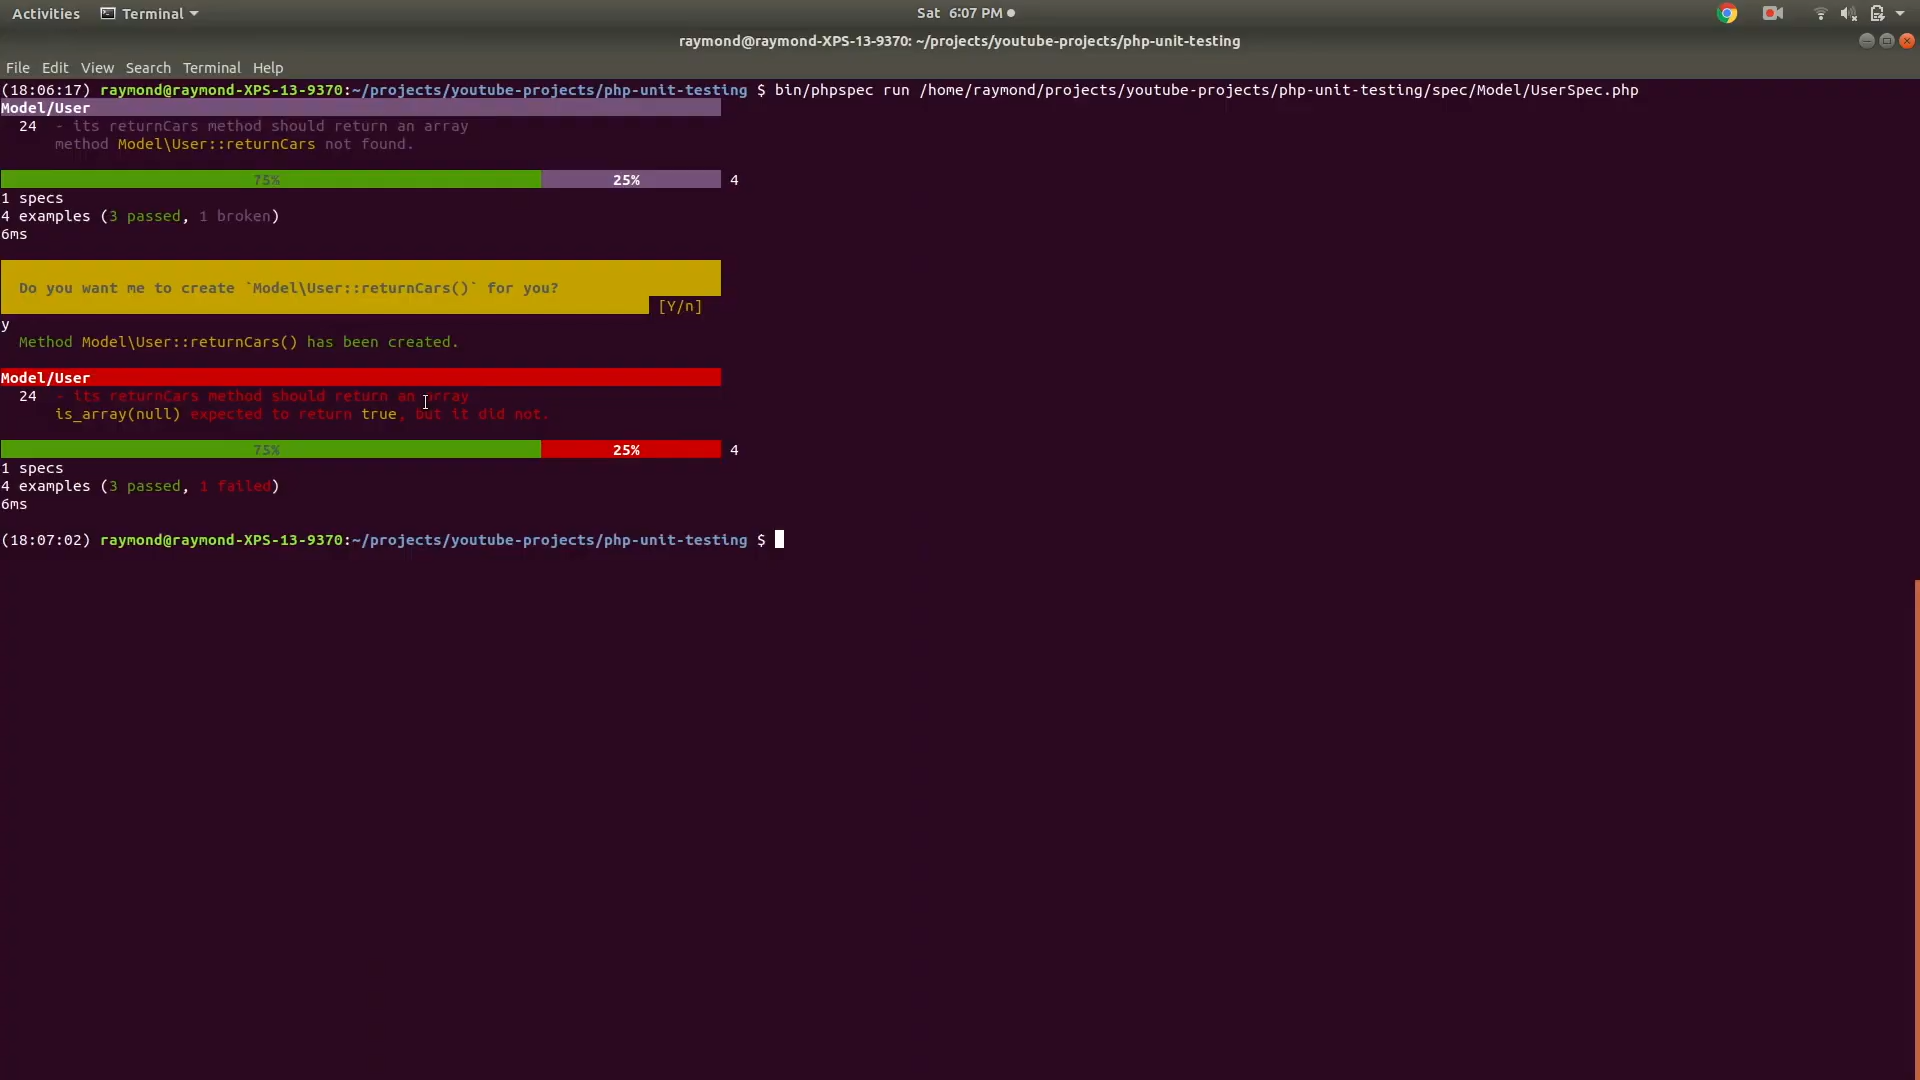 Activities Terminal Sat 6:07 PM
raymond@raymond-XPS-13-9370: ~/projects/youtube-projects/php-unit-testing
File Edit View Search Terminal Help
(18:06:17) raymond@raymond-XPS-13-9370:~/projects/youtube-projects/php-unit-testing $ bin/phpspec run /home/raymond/projects/youtube-projects/php-unit-testing/spec/Model/UserSpec.php
Model/User
24 - its returnCars method should return an array
method Model\User::returnCars not found.
75% 25% 4
1 specs
4 examples (3 passed, 1 broken)
6ms
Do you want me to create `Model\User::returnCars()` for you?
[Y/n]
y
Method Model\User::returnCars() has been created.
Model/User
24 - its returnCars method should return an array
is_array(null) expected to return true, but it did not.
75% 25% 4
1 specs
4 examples (3 passed, 1 failed)
6ms
(18:07:02) raymond@raymond-XPS-13-9370:~/projects/youtube-projects/php-unit-testing $